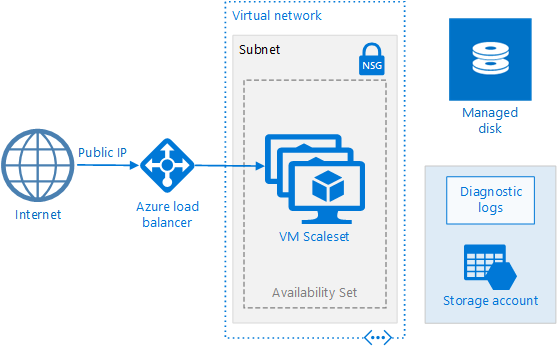 Virtual network
Subnet
NSG
Managed
disk
Public IP
Internet
Azure load
balancer
VM Scaleset
Availability Set
Diagnostic
logs
Storage account